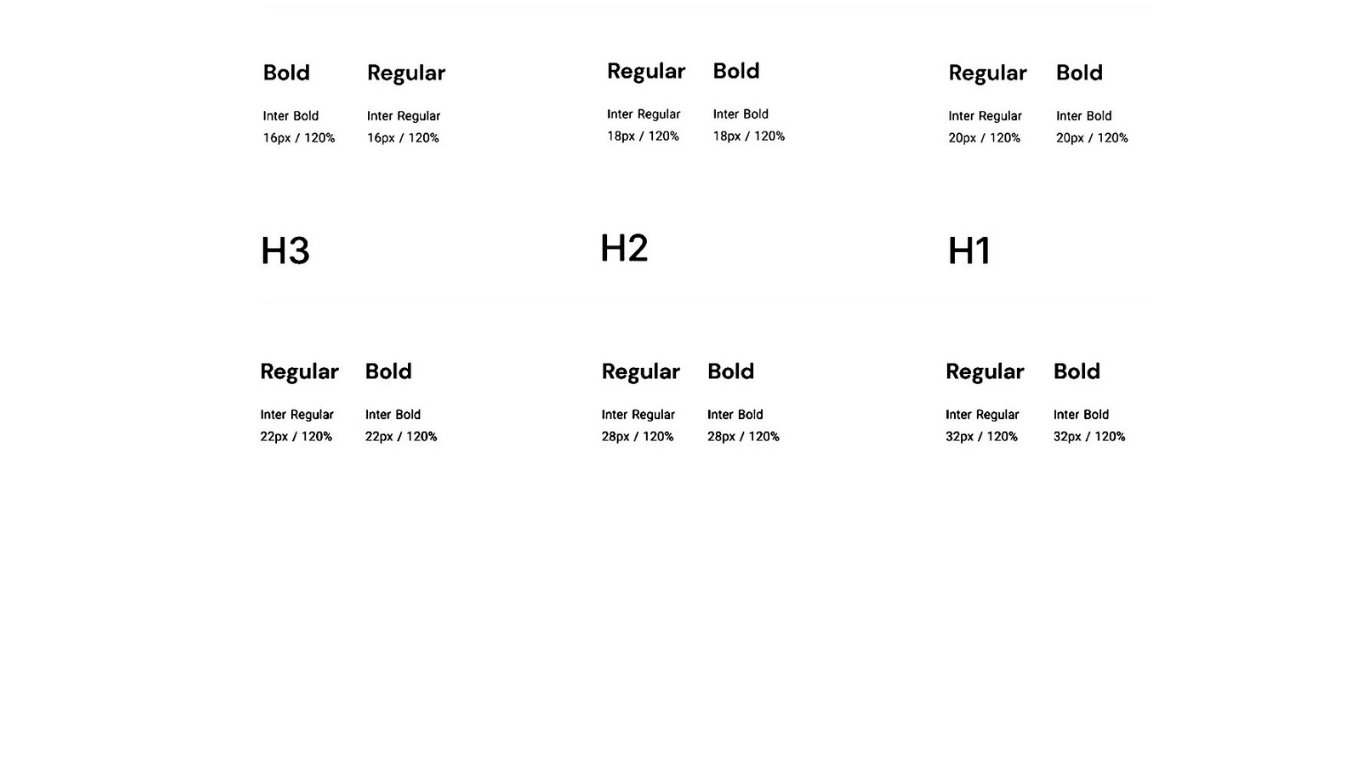 Bold Regular Regular Bold Regular Bold
Inter Bold Inter Regular Inter Regular Inter Bold Inter Regular Inter Bold
16px / 120% 16px / 120% 18px / 120% 18px / 120% 20px / 120% 20px / 120%
H3 H2 H1
Regular Bold Regular Bold Regular Bold
Inter Regular Inter Bold Inter Regular Inter Bold Inter Regular Inter Bold
22px / 120% 22px / 120% 28px / 120% 28px / 120% 32px / 120% 32px / 120%